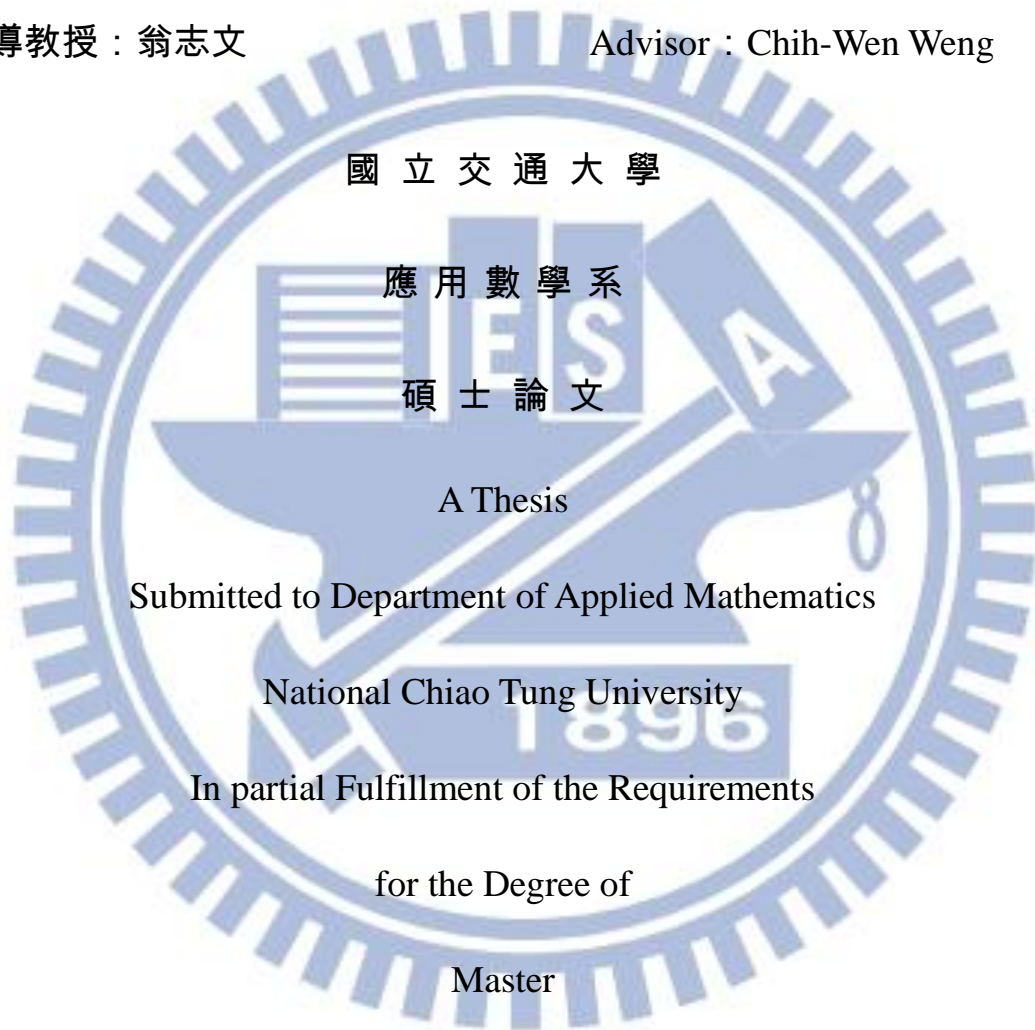 導教授：翁志文 Advisor：Chih-Wen Weng
國 立 交 通 大 學
應 用 數 學 系
碩 士 論 文
E S A
A Thesis
Submitted to Department of Applied Mathematics
National Chiao Tung University
1896
In partial Fulfillment of the Requirements
for the Degree of
Master